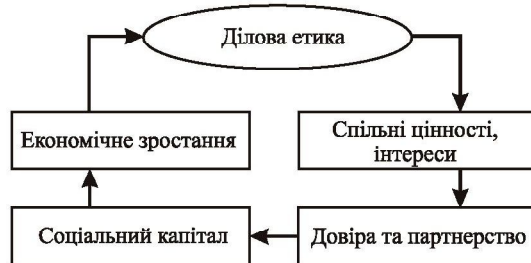 Ділова етика
Економічне зростання
Спільні цінності,
інтереси
Соціальний капітал
Довіра та партнерство